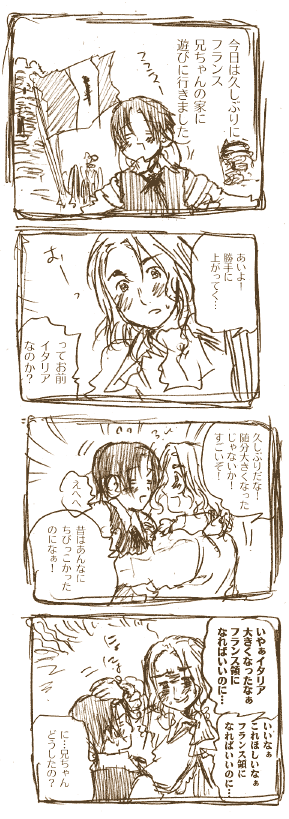 今日は久しぶりに
フランス
兄ちゃんの家に
遊びに行きました
フラ～ンス
あいよ！
勝手に
上がってく…
はーっ
ってお前
イタリア
なのか？
久しぶりだな！
随分大きくなった
じゃないか！
すごいぞ！
えへへ
昔はあんなに
ちびっこかった
のになぁ！
いやぁイタリア
大きくなったなぁ
フランス領に
なればいいのに…
いいなぁ
これほしいなぁ
フランス領に
なればいいのに…
に…兄ちゃん
どうしたの？